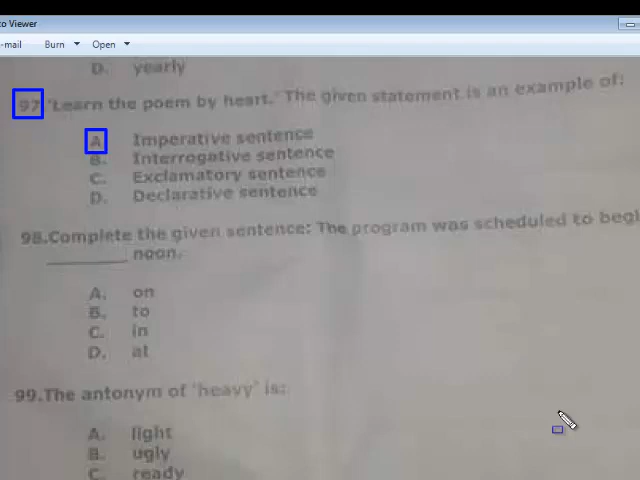 to Viewer
-mail Burn Open
D. yearly
97 'Learn the poem by heart.' The given statement is an example of:
A Imperative sentence
B. Interrogative sentence
C. Exclamatory sentence
D. Declarative sentence
98.Complete the given sentence: The program was scheduled to begi
________ noon.
A. on
B. to
C. in
D. at
99.The antonym of 'heavy' is:
A. light
B. ugly
C. ready